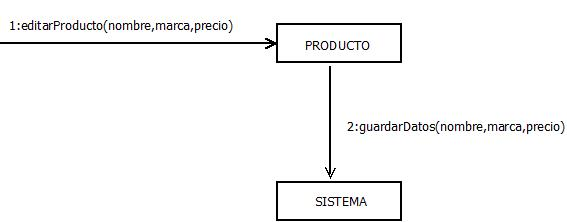 1:editarProducto(nombre,marca,precio)
PRODUCTO
2:guardarDatos(nombre,marca,precio)
SISTEMA